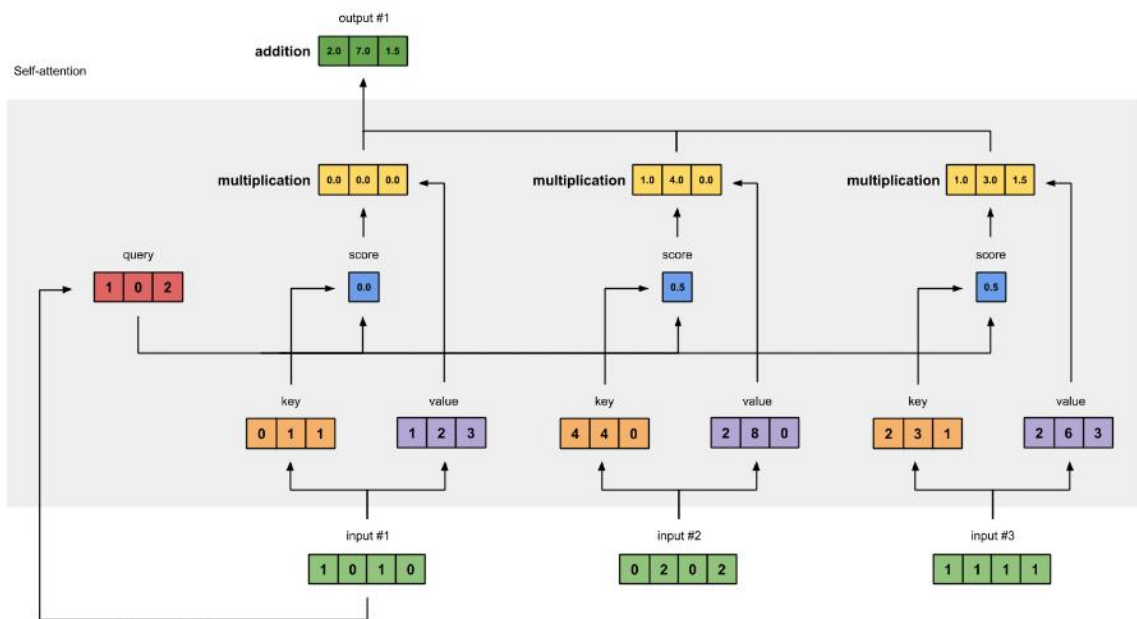 output #1
addition 2.0 7.0 1.5
Self-attention
multiplication 0.0 0.0 0.0 multiplication 1.0 4.0 0.0 multiplication 1.0 3.0 1.5
query score score score
1 0 2 0.0 0.5 0.5
key value key value key value
0 1 1 1 2 3 4 4 0 2 8 0 2 3 1 2 6 3
input #1 input #2 input #3
1 0 1 0 0 2 0 2 1 1 1 1